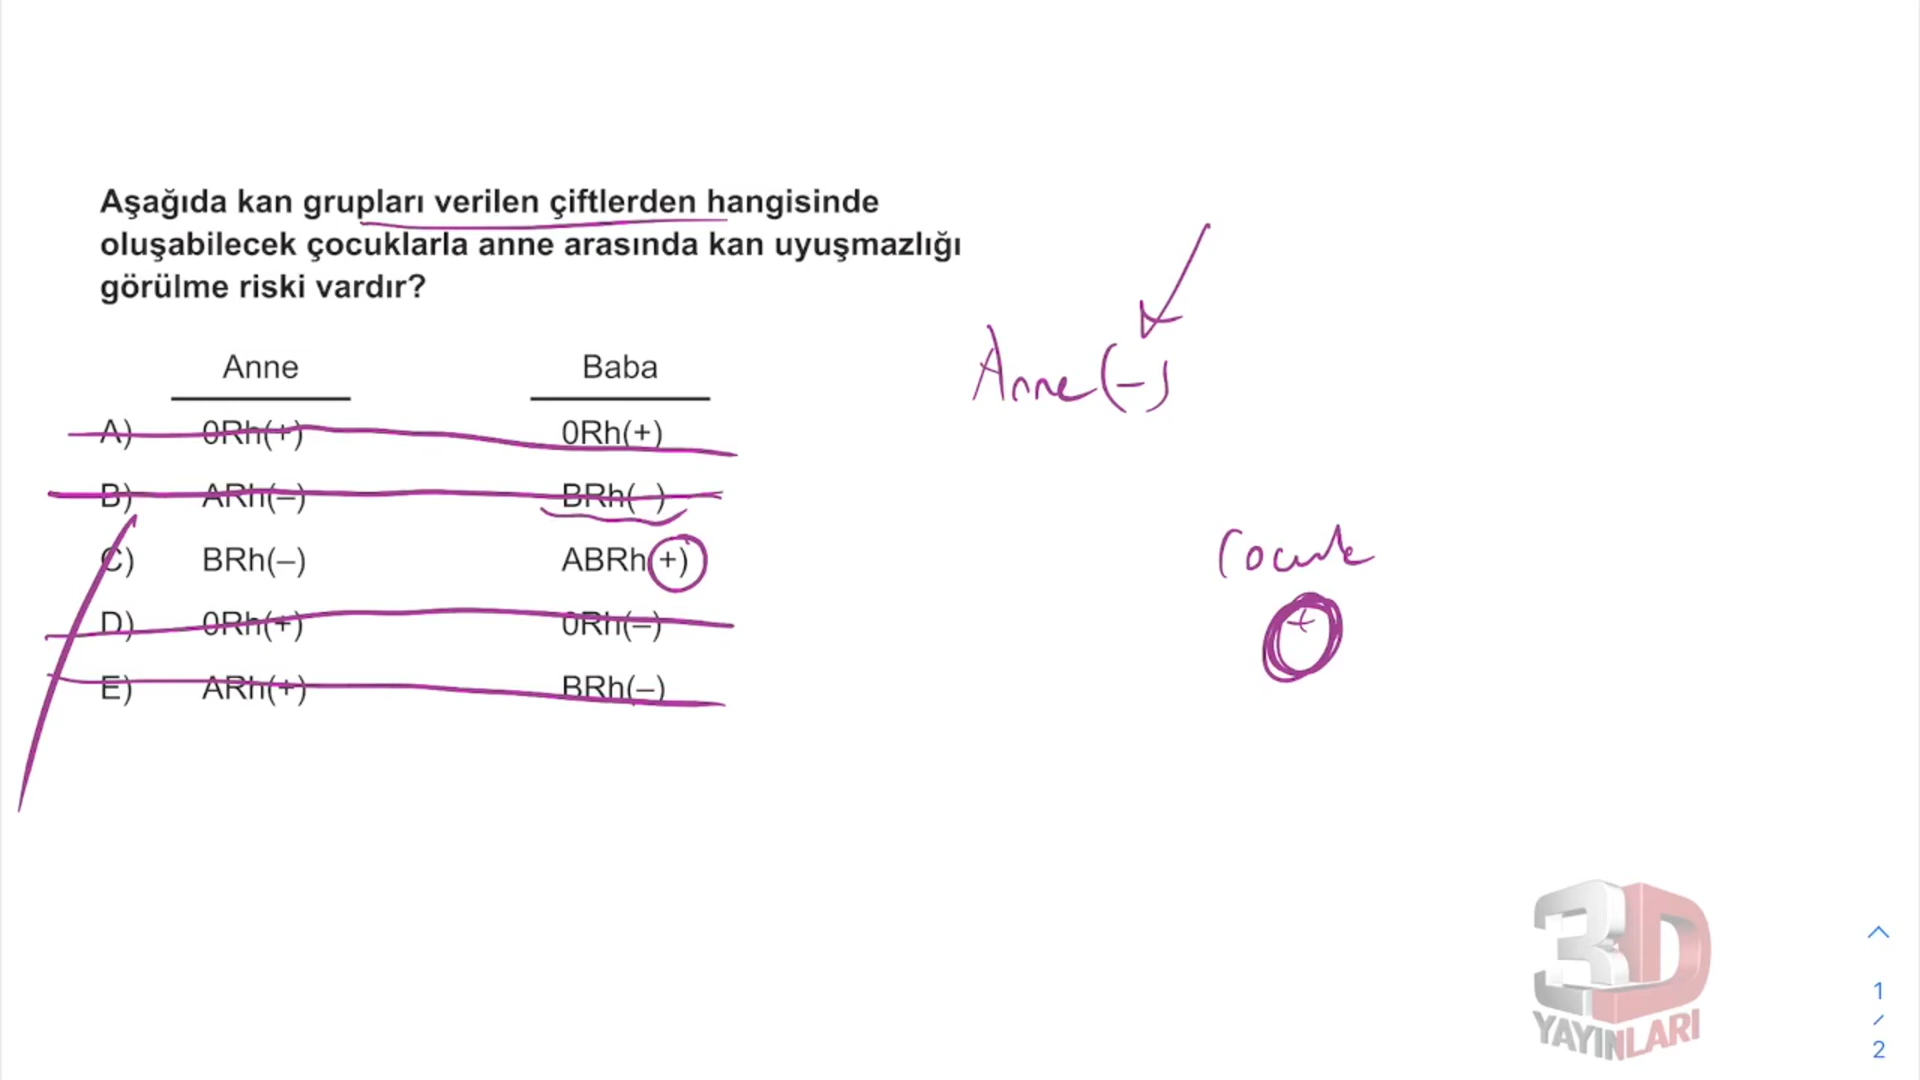 Aşağıda kan grupları verilen çiftlerden hangisinde
oluşabilecek çocuklarla anne arasında kan uyuşmazlığı
görülme riski vardır?
Anne Baba
A) 0Rh(+) 0Rh(+)
B) ARh(–) BRh(–)
C) BRh(–) ABRh(+)
D) 0Rh(+) 0Rh(–)
E) ARh(+) BRh(–)
Anne (–)
Çocuk
+
3D
YAYINLARI
1
/
2